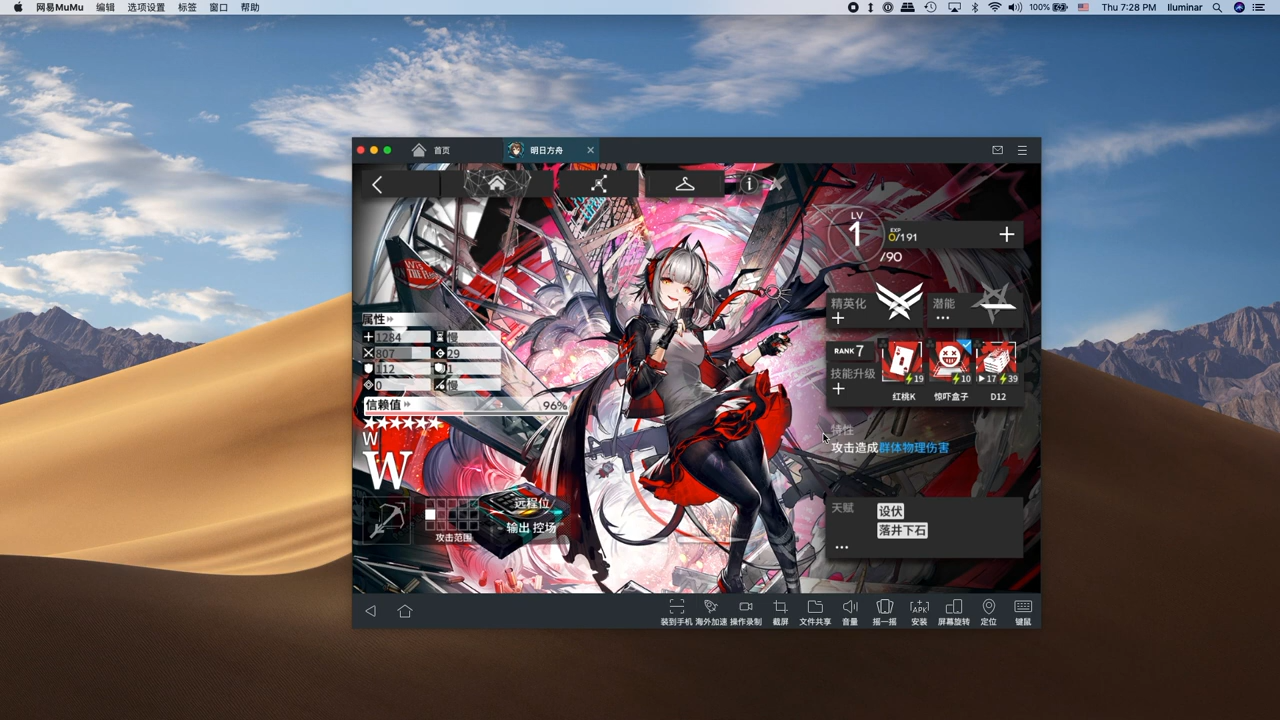 网易MuMu 编辑 选项设置 标签 窗口 帮助 100% Thu 7:28 PM Iluminar
首页 明日方舟
LV
1
/90
EXP
0/191
精英化
潜能
属性
1284 慢
807 29
112 1
0 慢
信赖值 96%
W
W
远程位
输出 控场
攻击范围
RANK 7
技能升级
19 10 17 39
红桃K 惊吓盒子 D12
特性
攻击造成群体物理伤害
天赋
设伏
落井下石
装到手机 海外加速 操作录制 截屏 文件共享 音量 摇一摇 安装 屏幕旋转 定位 键鼠
APK